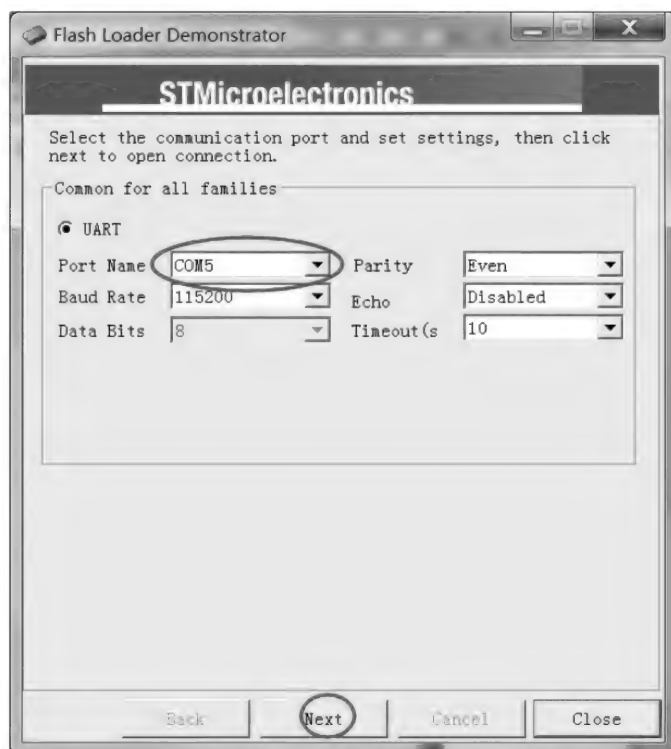 Flash Loader Demonstrator
STMicroelectronics
Select the communication port and set settings, then click
next to open connection.
Common for all families
UART
Port Name COM5 Parity Even
Baud Rate 115200 Echo Disabled
Data Bits 8 Timeout(s 10
Back Next Cancel Close